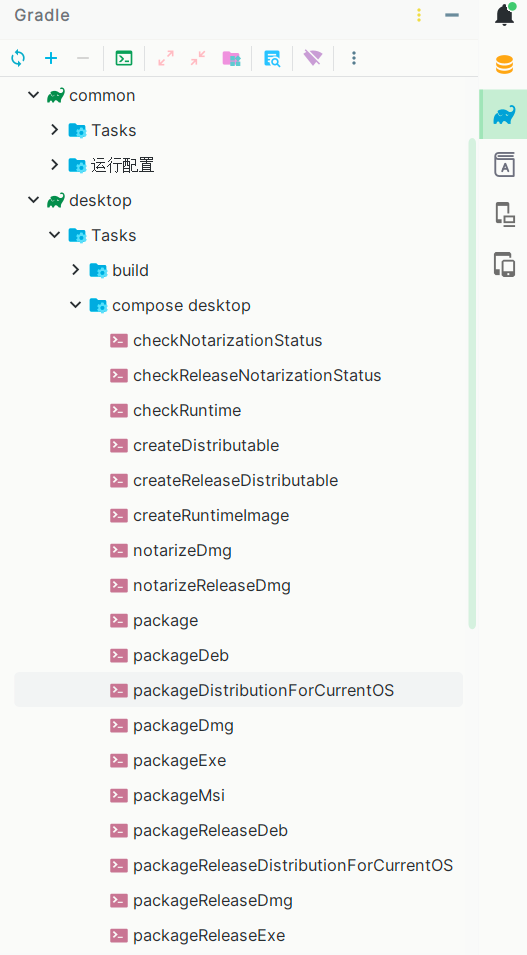 Gradle
common
Tasks
运行配置
desktop
Tasks
build
compose desktop
checkNotarizationStatus
checkReleaseNotarizationStatus
checkRuntime
createDistributable
createReleaseDistributable
createRuntimeImage
notarizeDmg
notarizeReleaseDmg
package
packageDeb
packageDistributionForCurrentOS
packageDmg
packageExe
packageMsi
packageReleaseDeb
packageReleaseDistributionForCurrentOS
packageReleaseDmg
packageReleaseExe